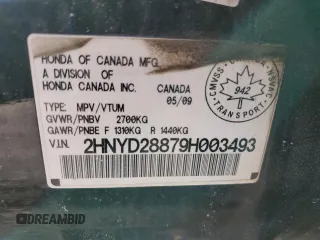 HONDA OF CANADA MFG.
A DIVISION OF
HONDA CANADA INC.
CANADA
05/09
TYPE: MPV/VTUM
GVWR/PNBV 2700KG
GAWR/PNBE F 1310KG R 1440KG
V.I.N. 2HNYD28879H003493
CMVSS
NSVAC
942
DREAMBID